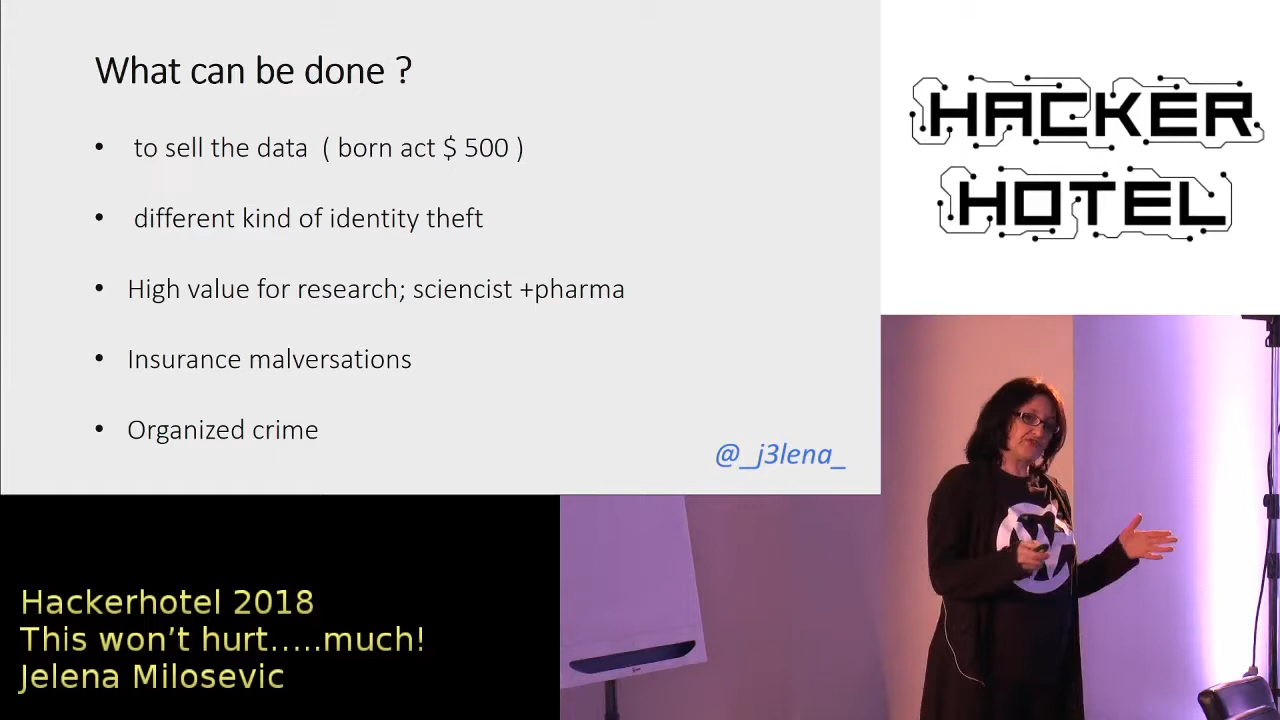 What can be done ?
• to sell the data ( born act $ 500 )
• different kind of identity theft
• High value for research; sciencist +pharma
• Insurance malversations
• Organized crime
@_j3lena_
HACKER
HOTEL
Hackerhotel 2018
This won’t hurt.....much!
Jelena Milosevic